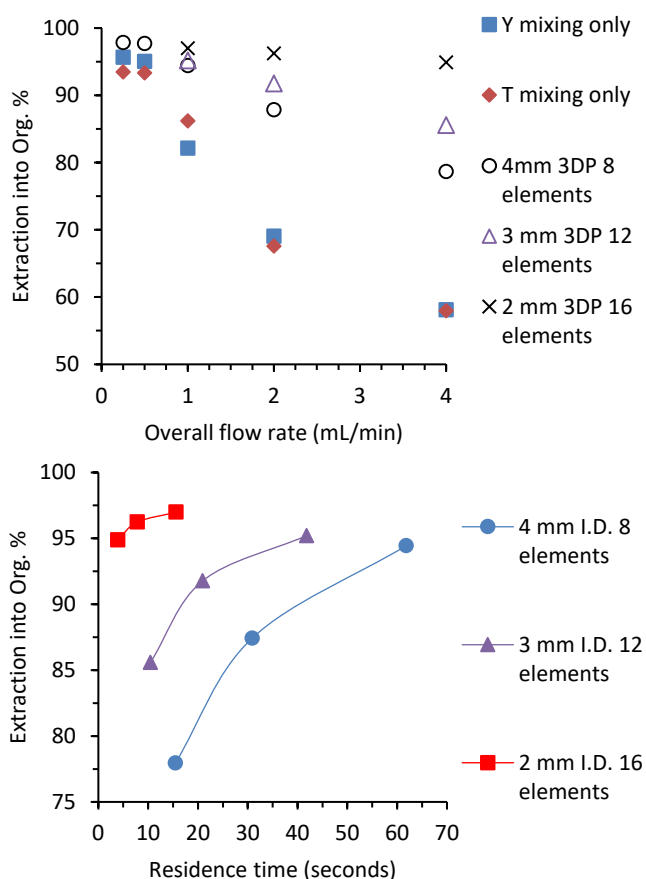 100
90
80
70
60
50
Extraction into Org. %
0
1
2
3
4
Overall flow rate (mL/min)
Y mixing only
T mixing only
4mm 3DP 8
elements
3 mm 3DP 12
elements
2 mm 3DP 16
elements
100
95
90
85
78
75
Extraction into Org. %
0
10
20
30
40
50
60
70
Residence time (seconds)
4 mm I.D. 8
elements
3 mm I.D. 12
elements
2 mm I.D. 16
elements